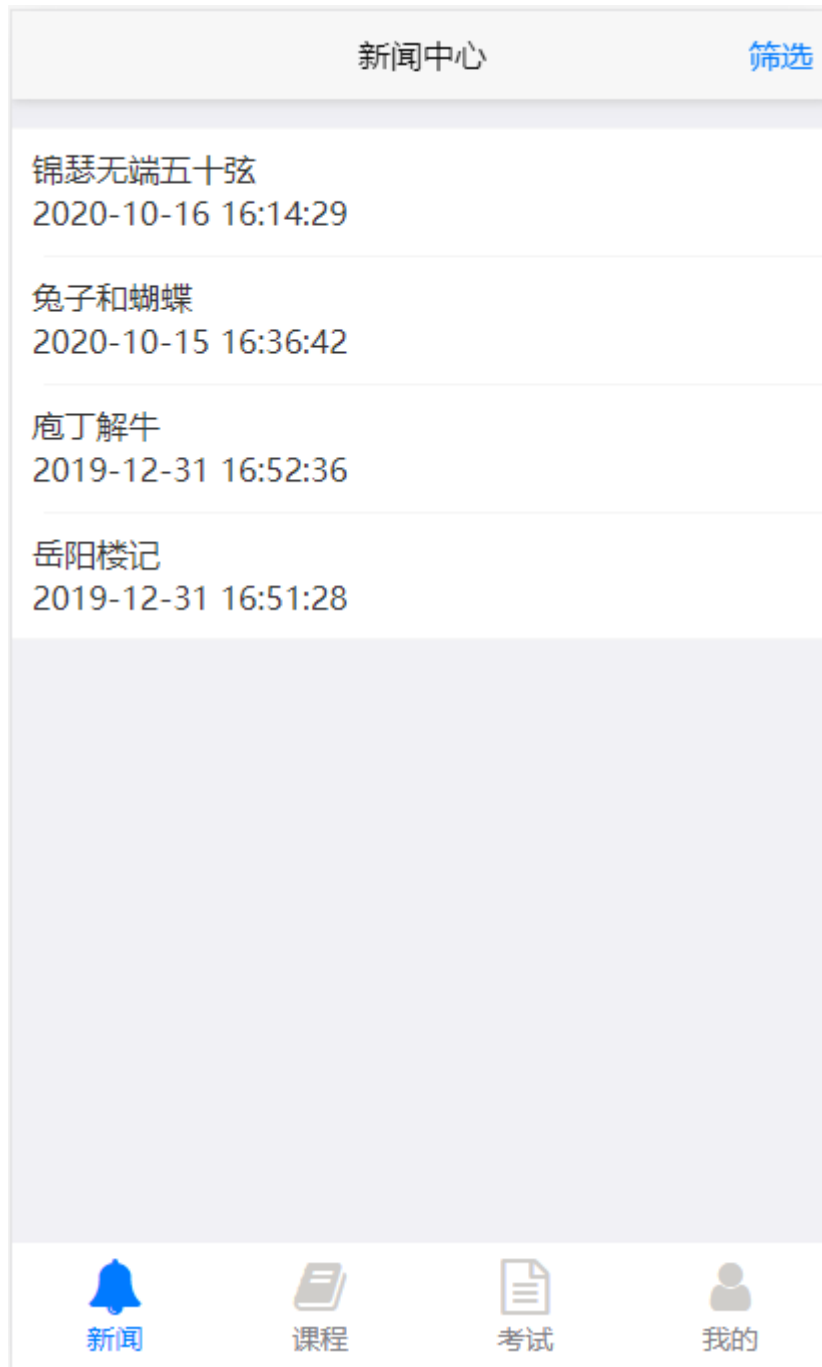 新闻中心
筛选
锦瑟无端五十弦
2020-10-16 16:14:29
兔子和蝴蝶
2020-10-15 16:36:42
庖丁解牛
2019-12-31 16:52:36
岳阳楼记
2019-12-31 16:51:28
新闻
课程
考试
我的